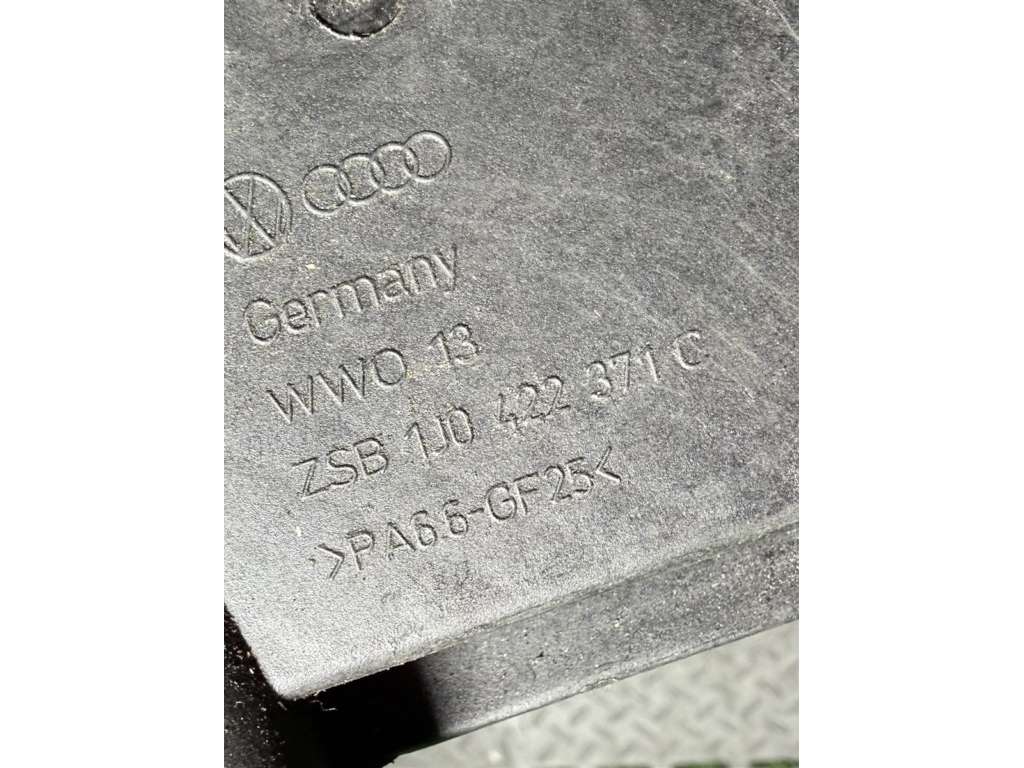 Germany
WWO 13
ZSB 1J0 422 371 C
>PA6.6-GF25<